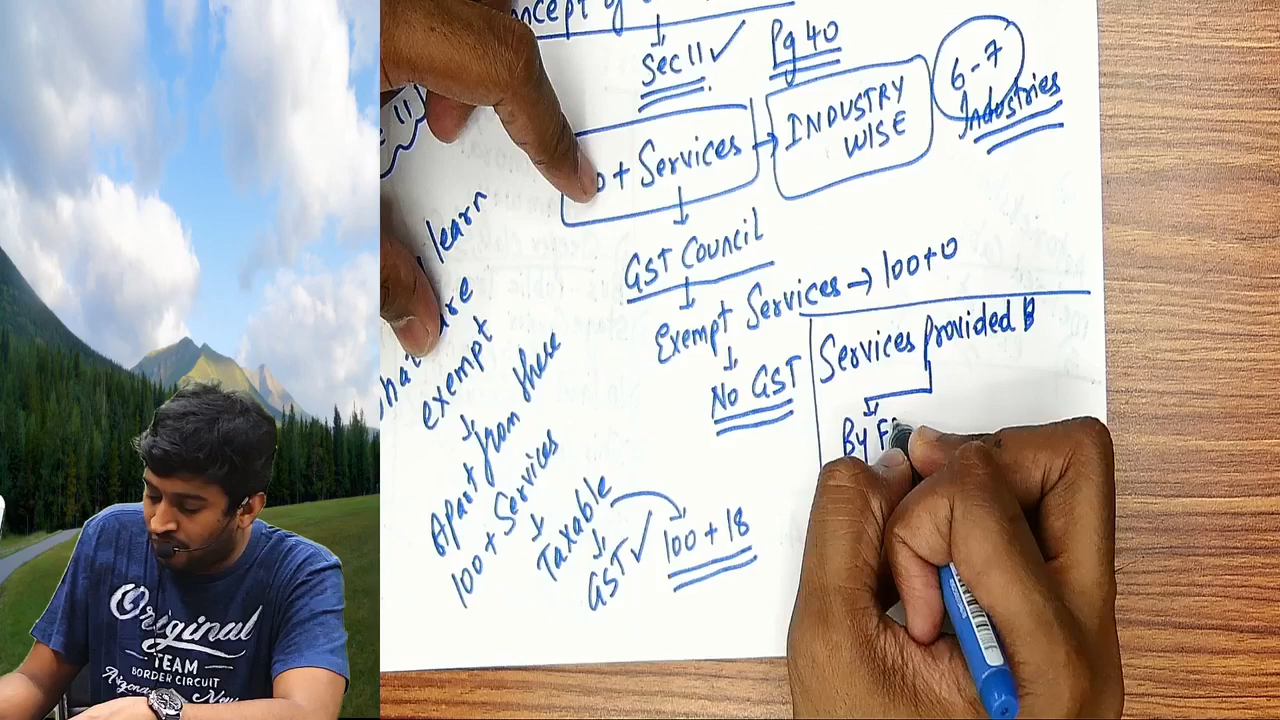 Sec 11 ✓
Pg 40
6-7
Industries
+ Services → INDUSTRY
WISE
GST Council
Exempt Services → 100+0
No GST
Services provided B
By F
learn
exempt
Apart from these
100+ Services
Taxable
GST ✓
100+18
Original
TEAM
BORDER CIRCUIT